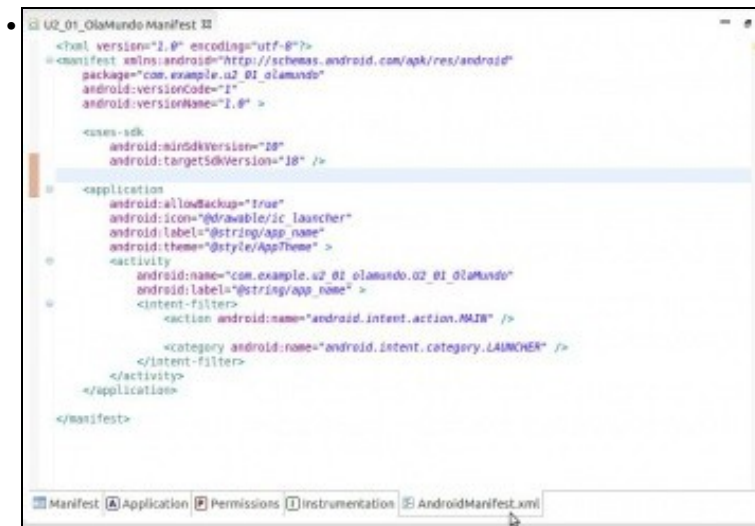 U2_01_OlaMundo Manifest
<?xml version="1.0" encoding="utf-8"?>
<manifest xmlns:android="http://schemas.android.com/apk/res/android"
package="com.example.u2_01_olamundo"
android:versionCode="1"
android:versionName="1.0" >
<uses-sdk
android:minSdkVersion="10"
android:targetSdkVersion="18" />
<application
android:allowBackup="true"
android:icon="@drawable/ic_launcher"
android:label="@string/app_name"
android:theme="@style/AppTheme" >
<activity
android:name="com.example.u2_01_olamundo.U2_01_OlaMundo"
android:label="@string/app_name" >
<intent-filter>
<action android:name="android.intent.action.MAIN" />
<category android:name="android.intent.category.LAUNCHER" />
</intent-filter>
</activity>
</application>
</manifest>
Manifest A Application P Permissions I Instrumentation AndroidManifest.xml